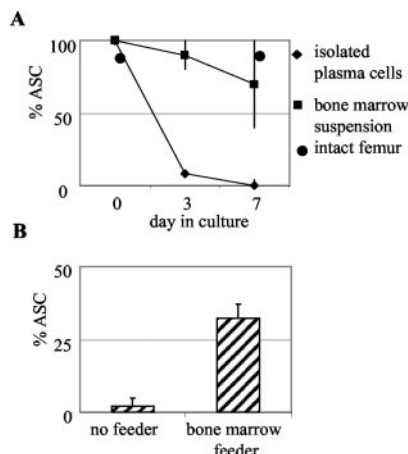 A
100
50
0
% ASC
0 3 7
day in culture
isolated
plasma cells
bone marrow
suspension
intact femur
B
50
25
0
% ASC
no feeder
bone marrow
feeder